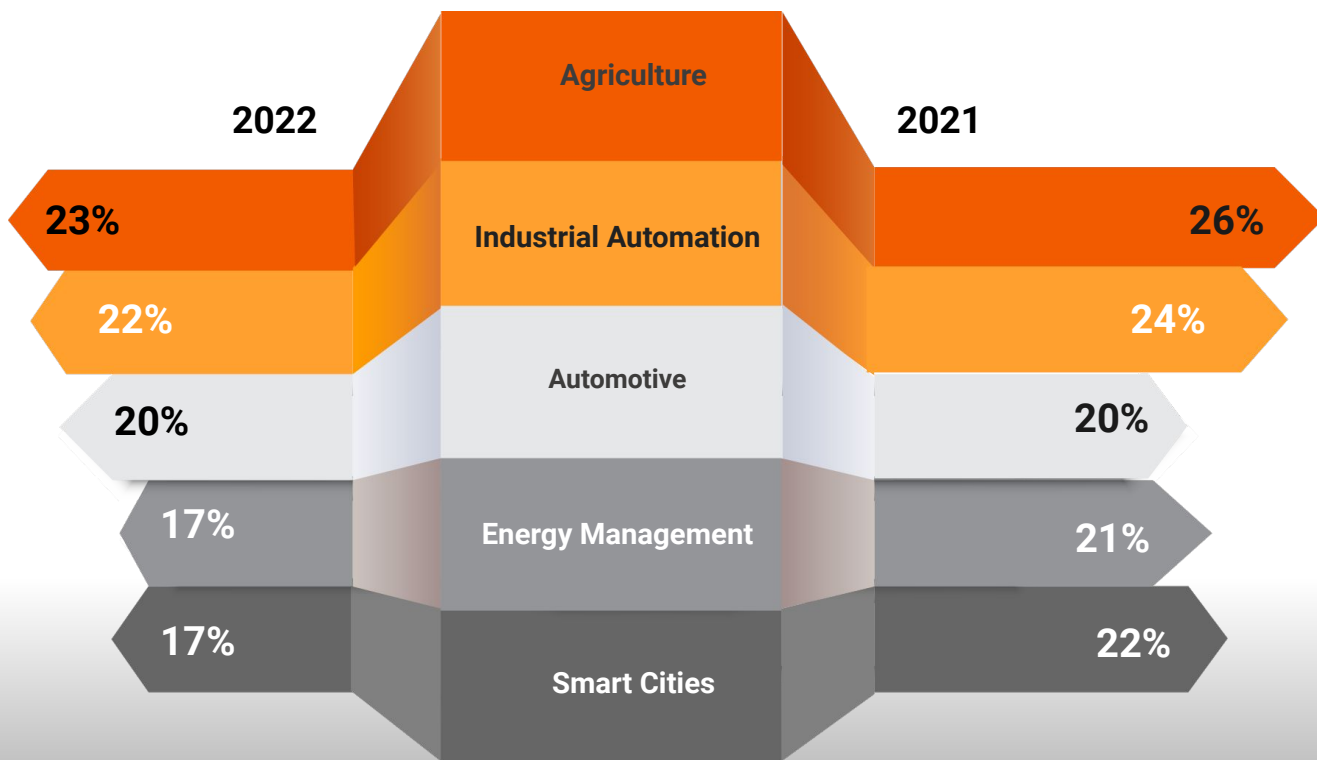 Agriculture
2022
2021
23%
26%
Industrial Automation
22%
24%
Automotive
20%
20%
Energy Management
17%
21%
17%
22%
Smart Cities